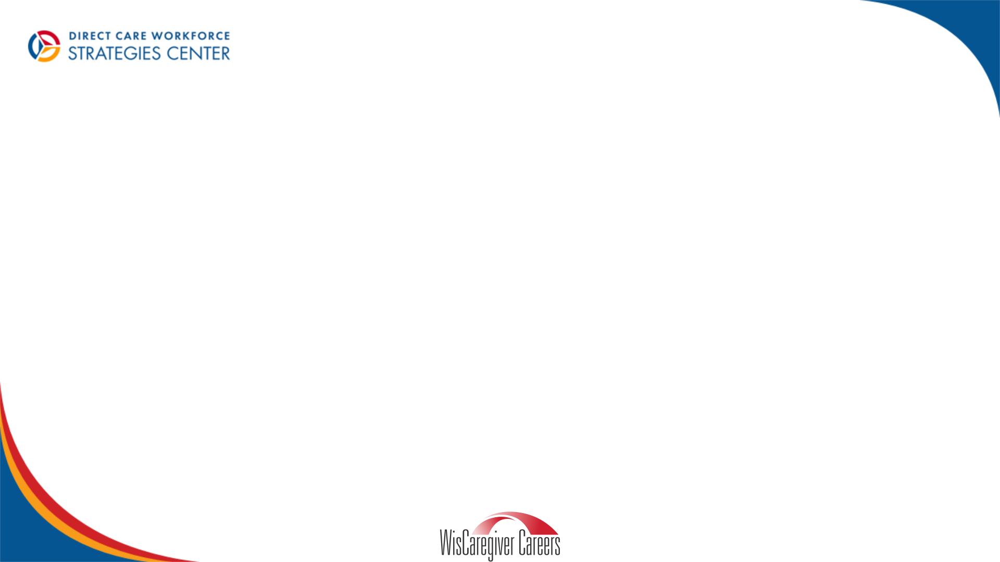 DIRECT CARE WORKFORCE
STRATEGIES CENTER
WisCaregiver Careers